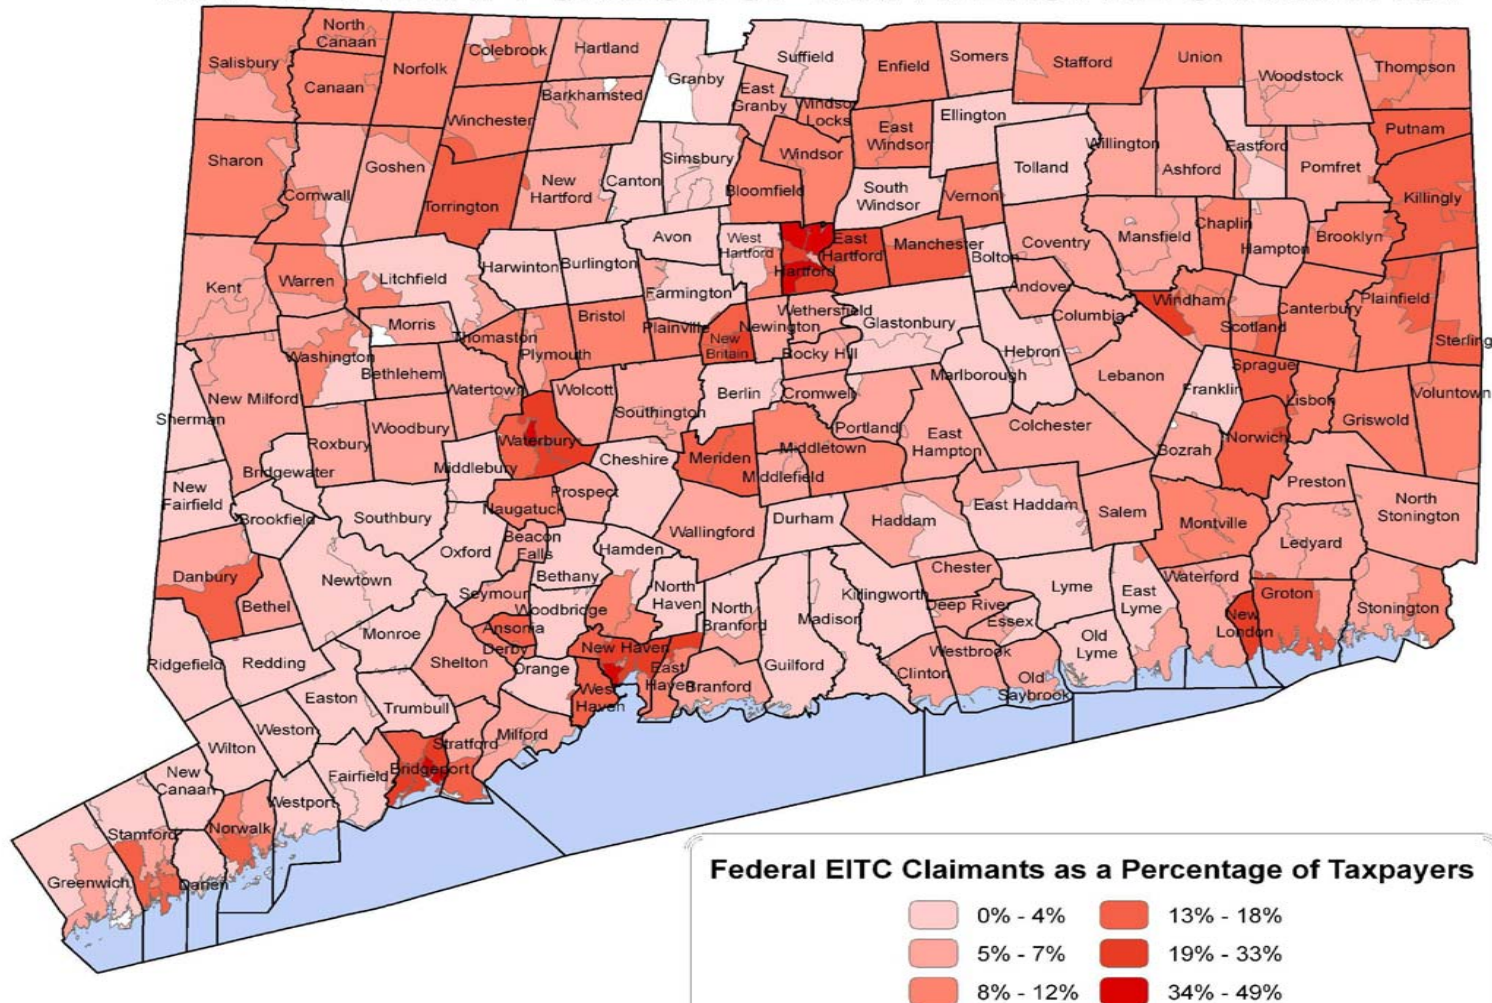 North
Canaan
Colebrook
Hartland
Suffield
Salisbury
Norfolk
Granby
Enfield
Somers
Stafford
Union
Woodstock
Thompson
Canaan
Barkhamsted
East
Granby
Windso
Locks
Winchester
East
Windsor
Ellington
Putnam
Sharon
Goshen
Simsbury
Windsor
Willington
Eastford
Tolland
Ashford
Pomfret
Cornwall
New
Hartford
Canton
Bloomfield
South
Windsor
Vernon
Killingly
Torrington
Avon
West
Hartford
East
Hartford
Manchester
Coventry
Mansfield
Chaplin
Hampton
Brooklyn
Kent
Warren
Litchfield
Harwinton
Burlington
Farmington
Hartford
Bolton
Andover
Windham
Canterbury
Plainfield
Morris
Thomaston
Bristol
Plainville
Newington
Wethersfield
Glastonbury
Columbia
Scotland
Sterling
Washington
Bethlehem
Plymouth
New
Britain
Rocky Hill
Hebron
Marlborough
Lebanon
Sprague
Franklin
Lisbon
Voluntown
Sherman
New Milford
Watertown
Wolcott
Southington
Berlin
Cromwell
Griswold
Roxbury
Woodbury
Waterbury
Portland
Colchester
Norwich
Bridgewater
Middlebury
Cheshire
Meriden
Middletown
Middlefield
East
Hampton
Bozrah
New
Fairfield
Brookfield
Southbury
Naugatuck
Prospect
Wallingford
Durham
Haddam
East Haddam
Salem
Preston
North
Stonington
Montville
Danbury
Newtown
Oxford
Beacon
Falls
Hamden
Ledyard
Bethel
Seymour
Bethany
Woodbridge
North
Haven
North
Branford
Killingworth
Madison
Chester
Deep River
Essex
Lyme
East
Lyme
Waterford
Groton
Stonington
New
London
Ridgefield
Redding
Monroe
Shelton
Ansonia
Derby
Orange
New Haven
East
Haven
West
Haven
Branford
Guilford
Clinton
Westbrook
Old
Saybrook
Old
Lyme
Easton
Trumbull
Weston
Wilton
Stratford
Milford
Fairfield
Bridgeport
New
Canaan
Westport
Stamford
Norwalk
Greenwich
Darien
Federal EITC Claimants as a Percentage of Taxpayers
0% - 4%
13% - 18%
5% - 7%
19% - 33%
8% - 12%
34% - 49%